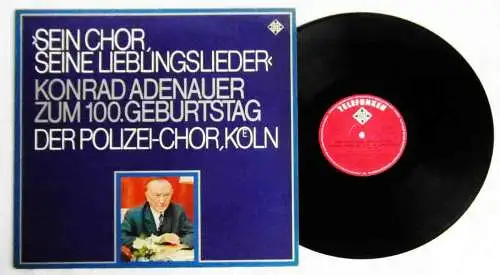 ›SEIN CHOR,
SEINE LIEBLINGSLIEDER‹
KONRAD ADENAUER
ZUM 100. GEBURTSTAG
DER POLIZEI-CHOR, KÖLN
TELEFUNKEN